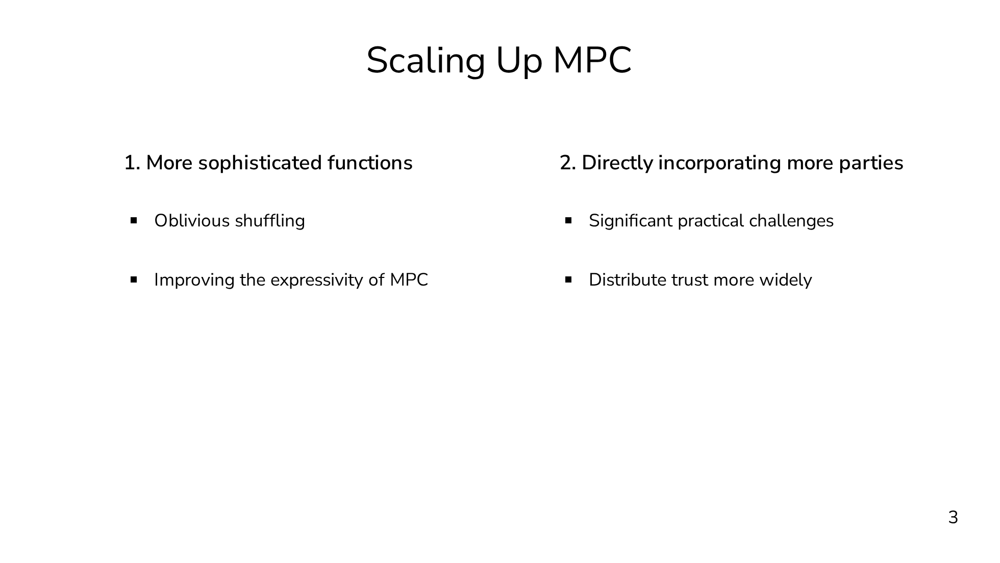 Scaling Up MPC
1. More sophisticated functions
▪ Oblivious shuffling
▪ Improving the expressivity of MPC
2. Directly incorporating more parties
▪ Significant practical challenges
▪ Distribute trust more widely
3